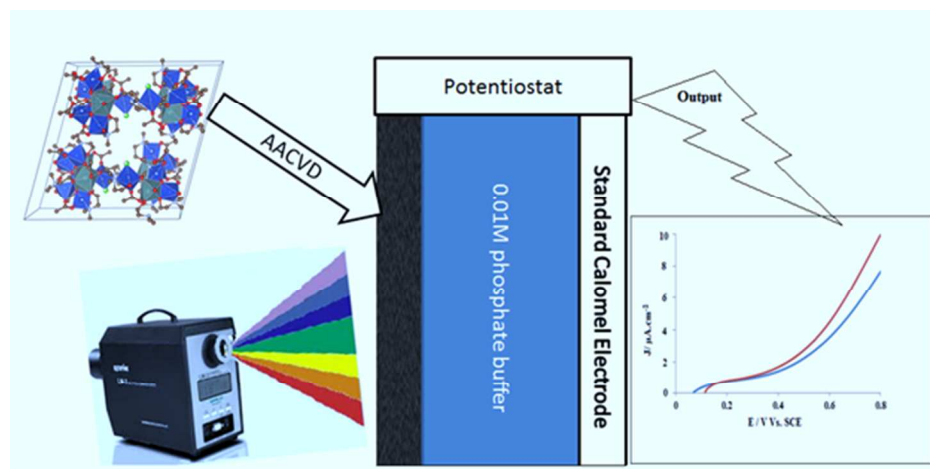 Potentiostat
Output
AACVD
0.01M phosphate buffer
Standard Calomel Electrode
10
8
6
4
2
0
J/ μA.cm⁻²
0
0.2
0.4
0.6
0.8
E / V Vs. SCE